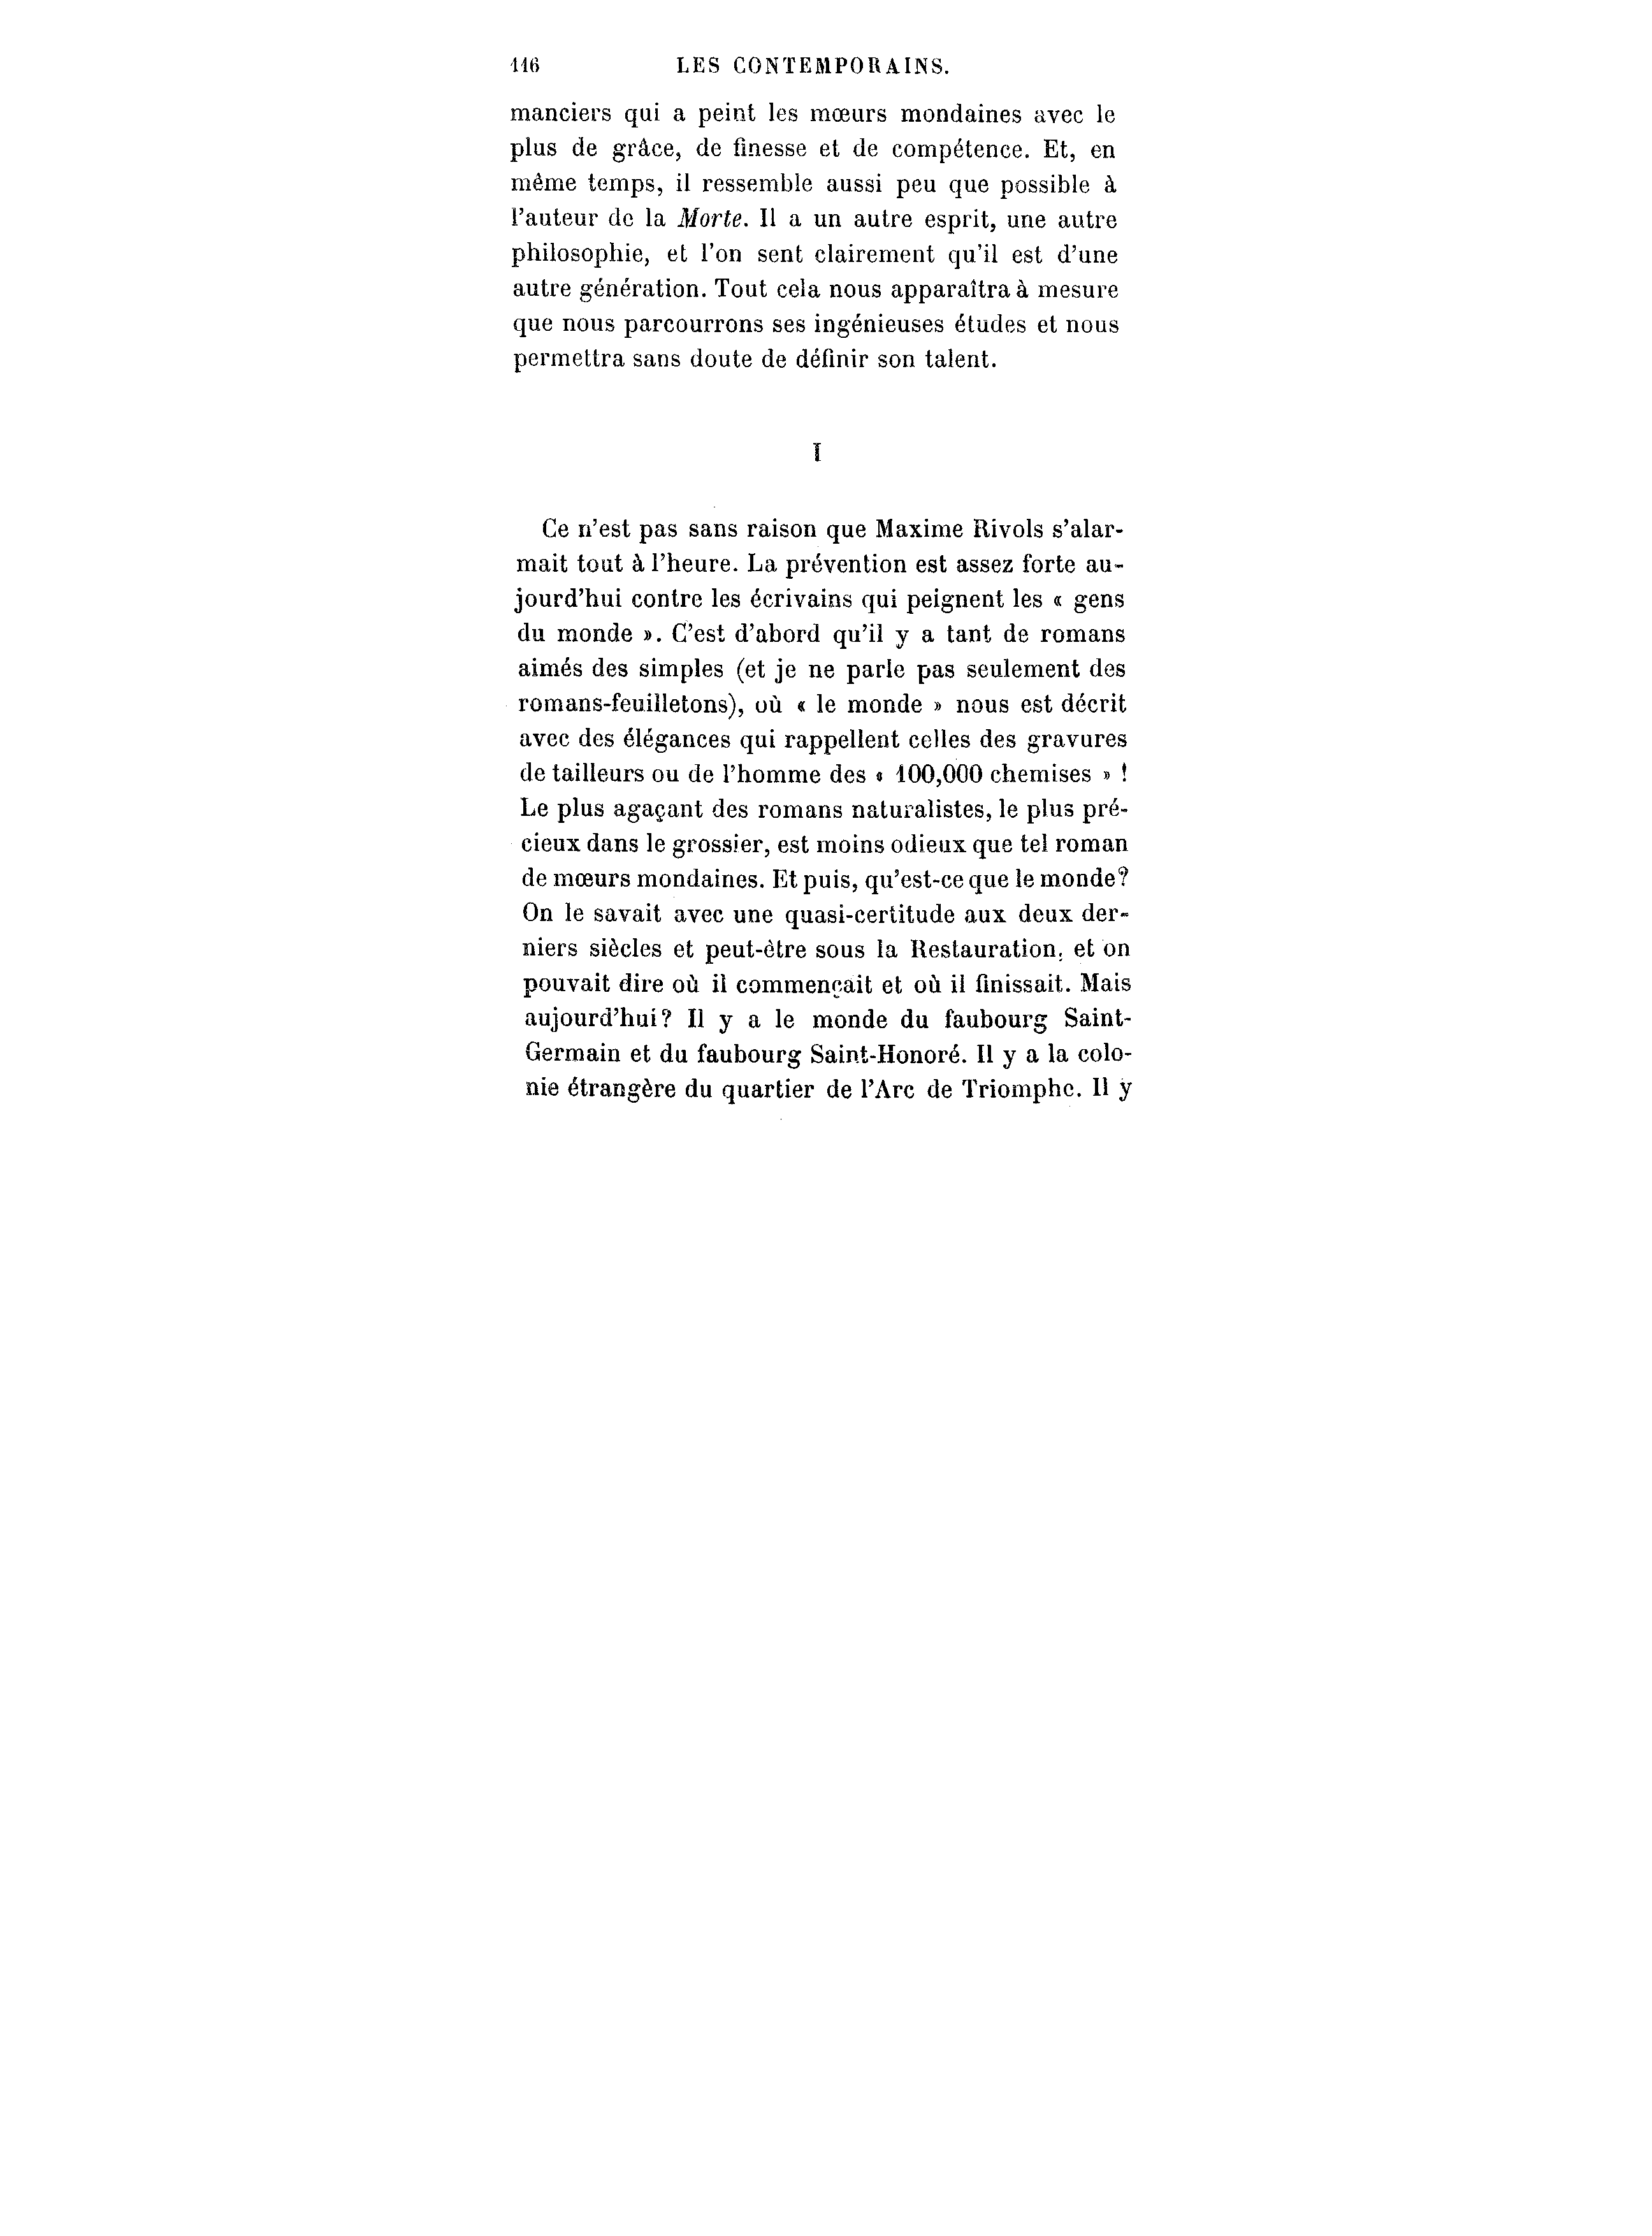 116 LES CONTEMPORAINS.
manciers qui a peint les mœurs mondaines avec le
plus de grâce, de finesse et de compétence. Et, en
même temps, il ressemble aussi peu que possible à
l'auteur de la Morte. Il a un autre esprit, une autre
philosophie, et l'on sent clairement qu'il est d'une
autre génération. Tout cela nous apparaîtra à mesure
que nous parcourrons ses ingénieuses études et nous
permettra sans doute de définir son talent.
I
Ce n'est pas sans raison que Maxime Rivols s'alar-
mait tout à l'heure. La prévention est assez forte au-
jourd'hui contre les écrivains qui peignent les « gens
du monde ». C'est d'abord qu'il y a tant de romans
aimés des simples (et je ne parle pas seulement des
romans-feuilletons), où « le monde » nous est décrit
avec des élégances qui rappellent celles des gravures
de tailleurs ou de l'homme des « 100,000 chemises » !
Le plus agaçant des romans naturalistes, le plus pré-
cieux dans le grossier, est moins odieux que tel roman
de mœurs mondaines. Et puis, qu'est-ce que le monde?
On le savait avec une quasi-certitude aux deux der-
niers siècles et peut-être sous la Restauration, et on
pouvait dire où il commençait et où il finissait. Mais
aujourd'hui? Il y a le monde du faubourg Saint-
Germain et du faubourg Saint-Honoré. Il y a la colo-
nie étrangère du quartier de l'Arc de Triomphe. Il y